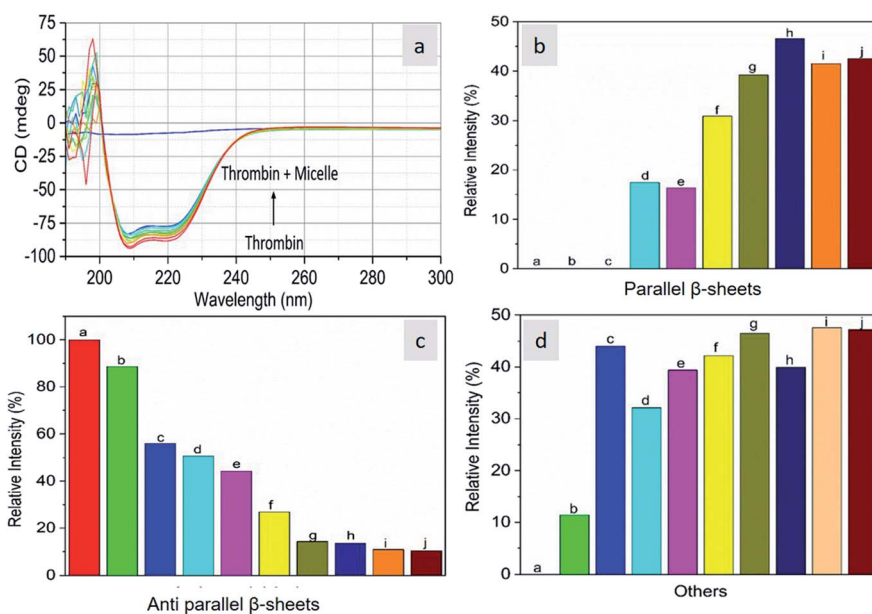 a
CD (mdeg)
75
50
25
0
-25
-50
-75
-100
Thrombin + Micelle
Thrombin
200
220
240
260
280
300
Wavelength (nm)
b
Relative Intensity (%)
50
40
30
20
10
0
a
b
c
d
e
f
g
h
i
j
Parallel β-sheets
c
Relative Intensity (%)
100
80
60
40
20
0
a
b
c
d
e
f
g
h
i
j
Anti parallel β-sheets
d
Relative Intensity (%)
50
40
30
20
10
0
a
b
c
d
e
f
g
h
i
j
Others